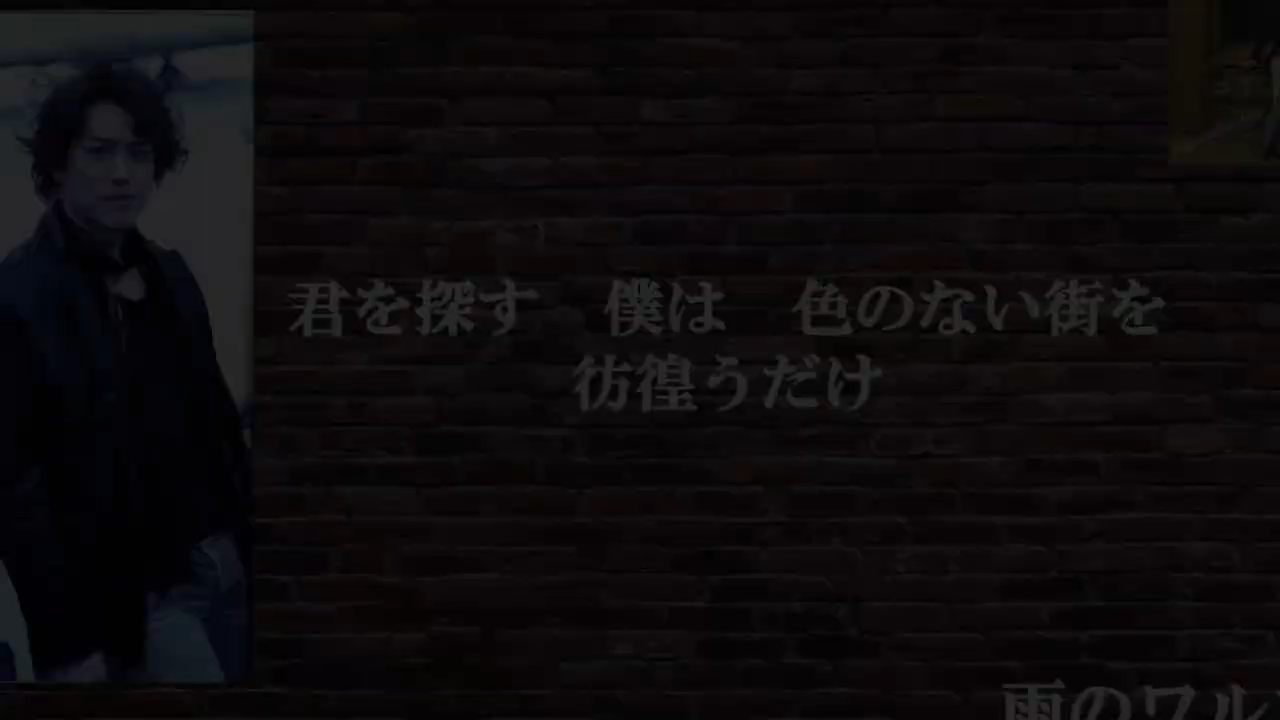 君を探す　僕は　色のない街を
彷徨うだけ
雨のワル